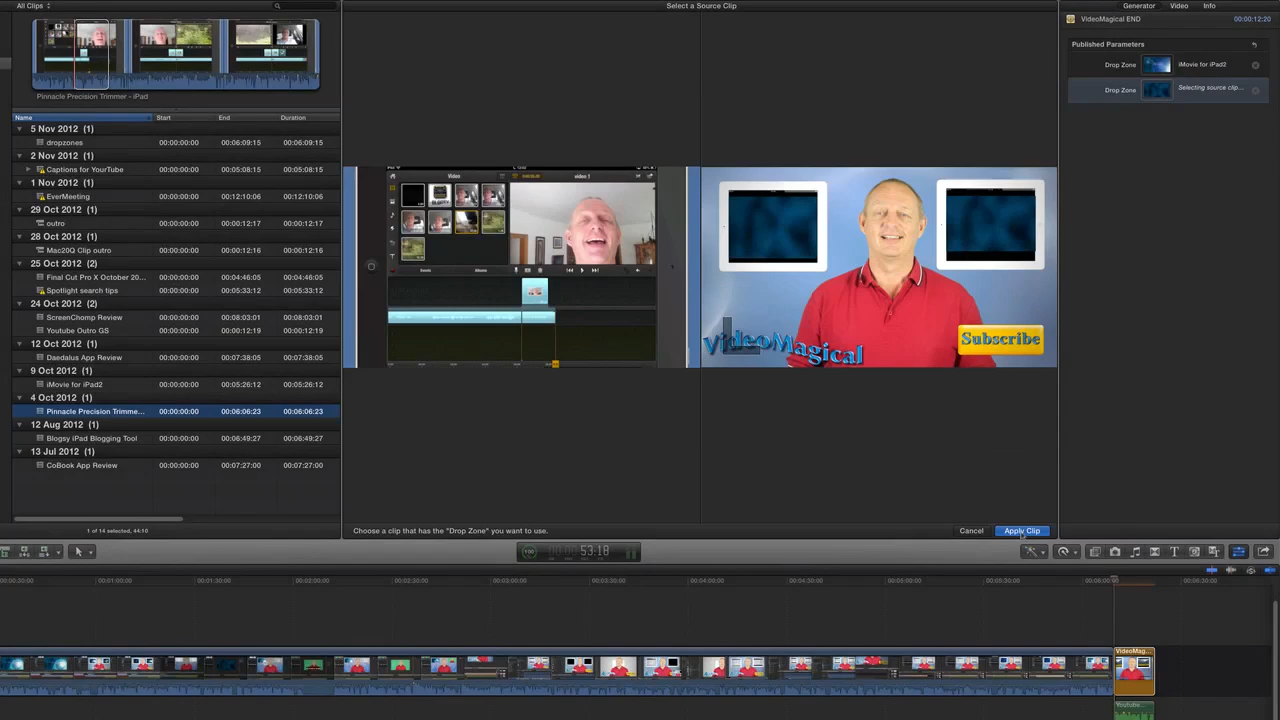 All Clips
Select a Source Clip
Generator Video Info
VideoMagical END 00:00:12:20
Published Parameters
Drop Zone iMovie for iPad2
Drop Zone Selecting source clip...
Pinnacle Precision Trimmer - iPad
Name Start End Duration
5 Nov 2012 (1)
dropzones 00:00:00:00 00:06:09:15 00:06:09:15
2 Nov 2012 (1)
Captions for YourTube 00:00:00:00 00:05:08:15 00:05:08:15
1 Nov 2012 (1)
EverMeeting 00:00:00:00 00:12:10:06 00:12:10:06
29 Oct 2012 (1)
outro 00:00:00:00 00:00:12:17 00:00:12:17
28 Oct 2012 (1)
Mac20Q Clip outro 00:00:00:00 00:00:12:16 00:00:12:16
25 Oct 2012 (2)
Final Cut Pro X October 20... 00:00:00:00 00:04:46:05 00:04:46:05
Spotlight search tips 00:00:00:00 00:05:33:12 00:05:33:12
24 Oct 2012 (2)
ScreenChomp Review 00:00:00:00 00:08:03:01 00:08:03:01
Youtube Outro GS 00:00:00:00 00:00:12:19 00:00:12:19
12 Oct 2012 (1)
Daedalus App Review 00:00:00:00 00:07:38:05 00:07:38:05
9 Oct 2012 (1)
iMovie for iPad2 00:00:00:00 00:05:26:12 00:05:26:12
4 Oct 2012 (1)
Pinnacle Precision Trimme... 00:00:00:00 00:06:06:23 00:06:06:23
12 Aug 2012 (1)
Blogsy iPad Blogging Tool 00:00:00:00 00:06:49:27 00:06:49:27
13 Jul 2012 (1)
CoBook App Review 00:00:00:00 00:07:27:00 00:07:27:00
1 of 14 selected, 44:10
Video video 1
VideoMagical
Subscribe
Choose a clip that has the "Drop Zone" you want to use. Cancel Apply Clip
100 53:18
00:00:30:00 00:01:00:00 00:01:30:00 00:02:00:00 00:02:30:00 00:03:00:00 00:03:30:00 00:04:00:00 00:04:30:00 00:05:00:00 00:05:30:00 00:06:00:00 00:06:30:00
VideoMag...
Youtube...